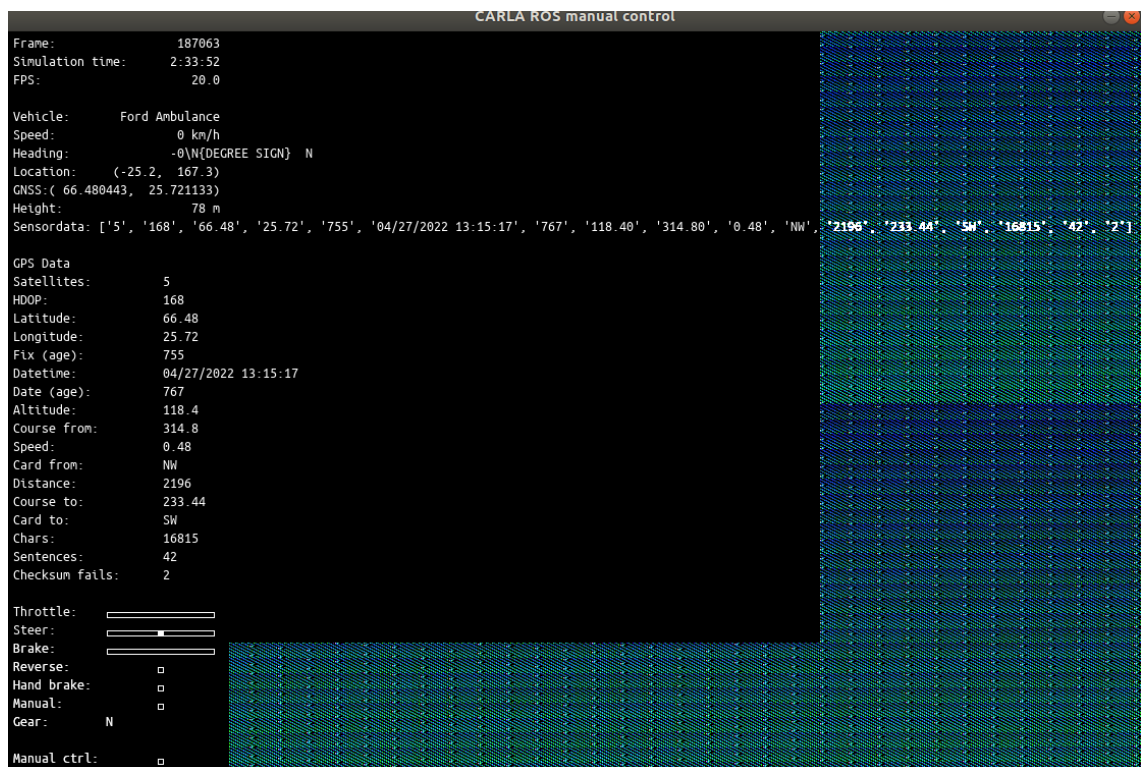 CARLA ROS manual control
Frame: 187063
Simulation time: 2:33:52
FPS: 20.0
Vehicle: Ford Ambulance
Speed: 0 km/h
Heading: -0\N{DEGREE SIGN} N
Location: (-25.2, 167.3)
GNSS:( 66.480443, 25.721133)
Height: 78 m
Sensordata: ['5', '168', '66.48', '25.72', '755', '04/27/2022 13:15:17', '767', '118.40', '314.80', '0.48', 'NW', '2196', '233.44', 'SW', '16815', '42', '2']
GPS Data
Satellites: 5
HDOP: 168
Latitude: 66.48
Longitude: 25.72
Fix (age): 755
Datetime: 04/27/2022 13:15:17
Date (age): 767
Altitude: 118.4
Course from: 314.8
Speed: 0.48
Card from: NW
Distance: 2196
Course to: 233.44
Card to: SW
Chars: 16815
Sentences: 42
Checksum fails: 2
Throttle:
Steer:
Brake:
Reverse:
Hand brake:
Manual:
Gear: N
Manual ctrl: